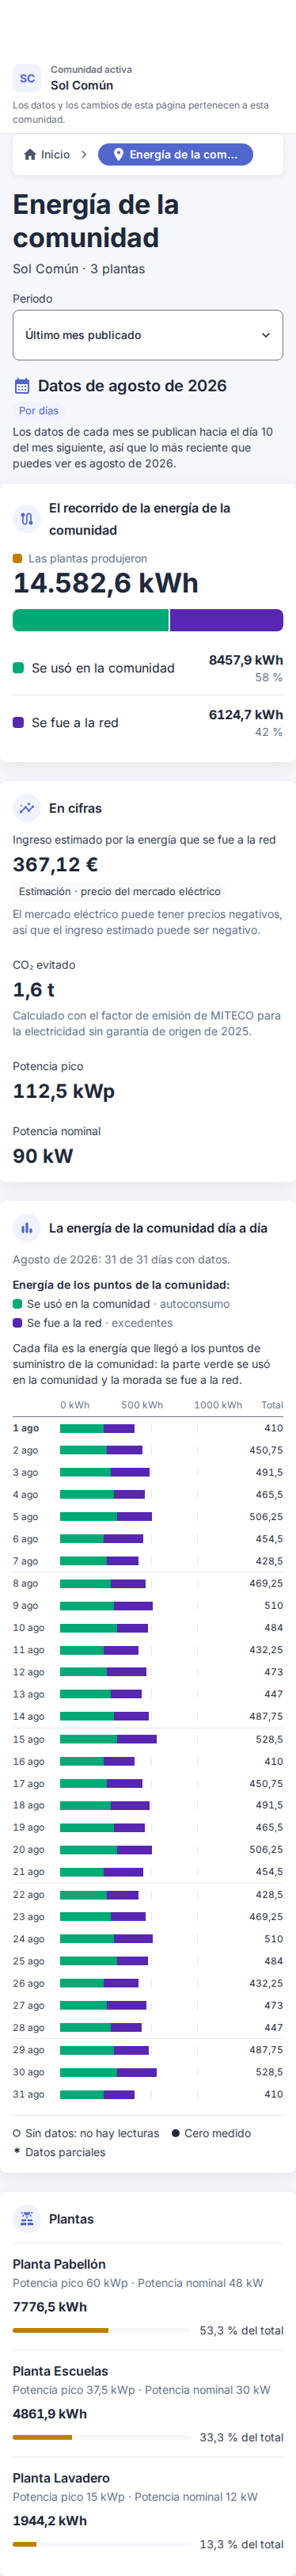 SC
Comunidad activa
Sol Común
Los datos y los cambios de esta página pertenecen a esta
comunidad.
Inicio
Energía de la com...
Energía de la
comunidad
Sol Común · 3 plantas
Periodo
Último mes publicado
Datos de agosto de 2026
Por días
Los datos de cada mes se publican hacia el día 10
del mes siguiente, así que lo más reciente que
puedes ver es agosto de 2026.
El recorrido de la energía de la
comunidad
Las plantas produjeron
14.582,6 kWh
Se usó en la comunidad 8457,9 kWh
58 %
Se fue a la red 6124,7 kWh
42 %
En cifras
Ingreso estimado por la energía que se fue a la red
367,12 €
Estimación · precio del mercado eléctrico
El mercado eléctrico puede tener precios negativos,
así que el ingreso estimado puede ser negativo.
CO₂ evitado
1,6 t
Calculado con el factor de emisión de MITECO para
la electricidad sin garantía de origen de 2025.
Potencia pico
112,5 kWp
Potencia nominal
90 kW
La energía de la comunidad día a día
Agosto de 2026: 31 de 31 días con datos.
Energía de los puntos de la comunidad:
Se usó en la comunidad · autoconsumo
Se fue a la red · excedentes
Cada fila es la energía que llegó a los puntos de
suministro de la comunidad: la parte verde se usó
en la comunidad y la morada se fue a la red.
0 kWh 500 kWh 1000 kWh Total
1 ago 410
2 ago 450,75
3 ago 491,5
4 ago 465,5
5 ago 506,25
6 ago 454,5
7 ago 428,5
8 ago 469,25
9 ago 510
10 ago 484
11 ago 432,25
12 ago 473
13 ago 447
14 ago 487,75
15 ago 528,5
16 ago 410
17 ago 450,75
18 ago 491,5
19 ago 465,5
20 ago 506,25
21 ago 454,5
22 ago 428,5
23 ago 469,25
24 ago 510
25 ago 484
26 ago 432,25
27 ago 473
28 ago 447
29 ago 487,75
30 ago 528,5
31 ago 410
Sin datos: no hay lecturas Cero medido
* Datos parciales
Plantas
Planta Pabellón
Potencia pico 60 kWp · Potencia nominal 48 kW
7776,5 kWh
53,3 % del total
Planta Escuelas
Potencia pico 37,5 kWp · Potencia nominal 30 kW
4861,9 kWh
33,3 % del total
Planta Lavadero
Potencia pico 15 kWp · Potencia nominal 12 kW
1944,2 kWh
13,3 % del total